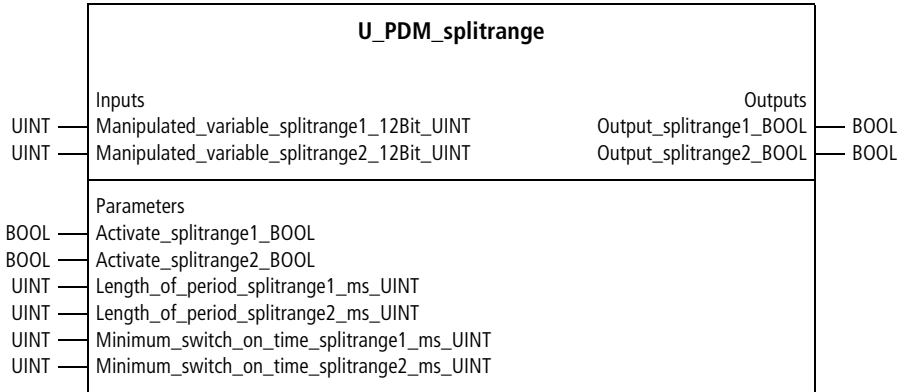 U_PDM_splitrange
Inputs Outputs
UINT Manipulated_variable_splitrange1_12Bit_UINT Output_splitrange1_BOOL BOOL
UINT Manipulated_variable_splitrange2_12Bit_UINT Output_splitrange2_BOOL BOOL
Parameters
BOOL Activate_splitrange1_BOOL
BOOL Activate_splitrange2_BOOL
UINT Length_of_period_splitrange1_ms_UINT
UINT Length_of_period_splitrange2_ms_UINT
UINT Minimum_switch_on_time_splitrange1_ms_UINT
UINT Minimum_switch_on_time_splitrange2_ms_UINT